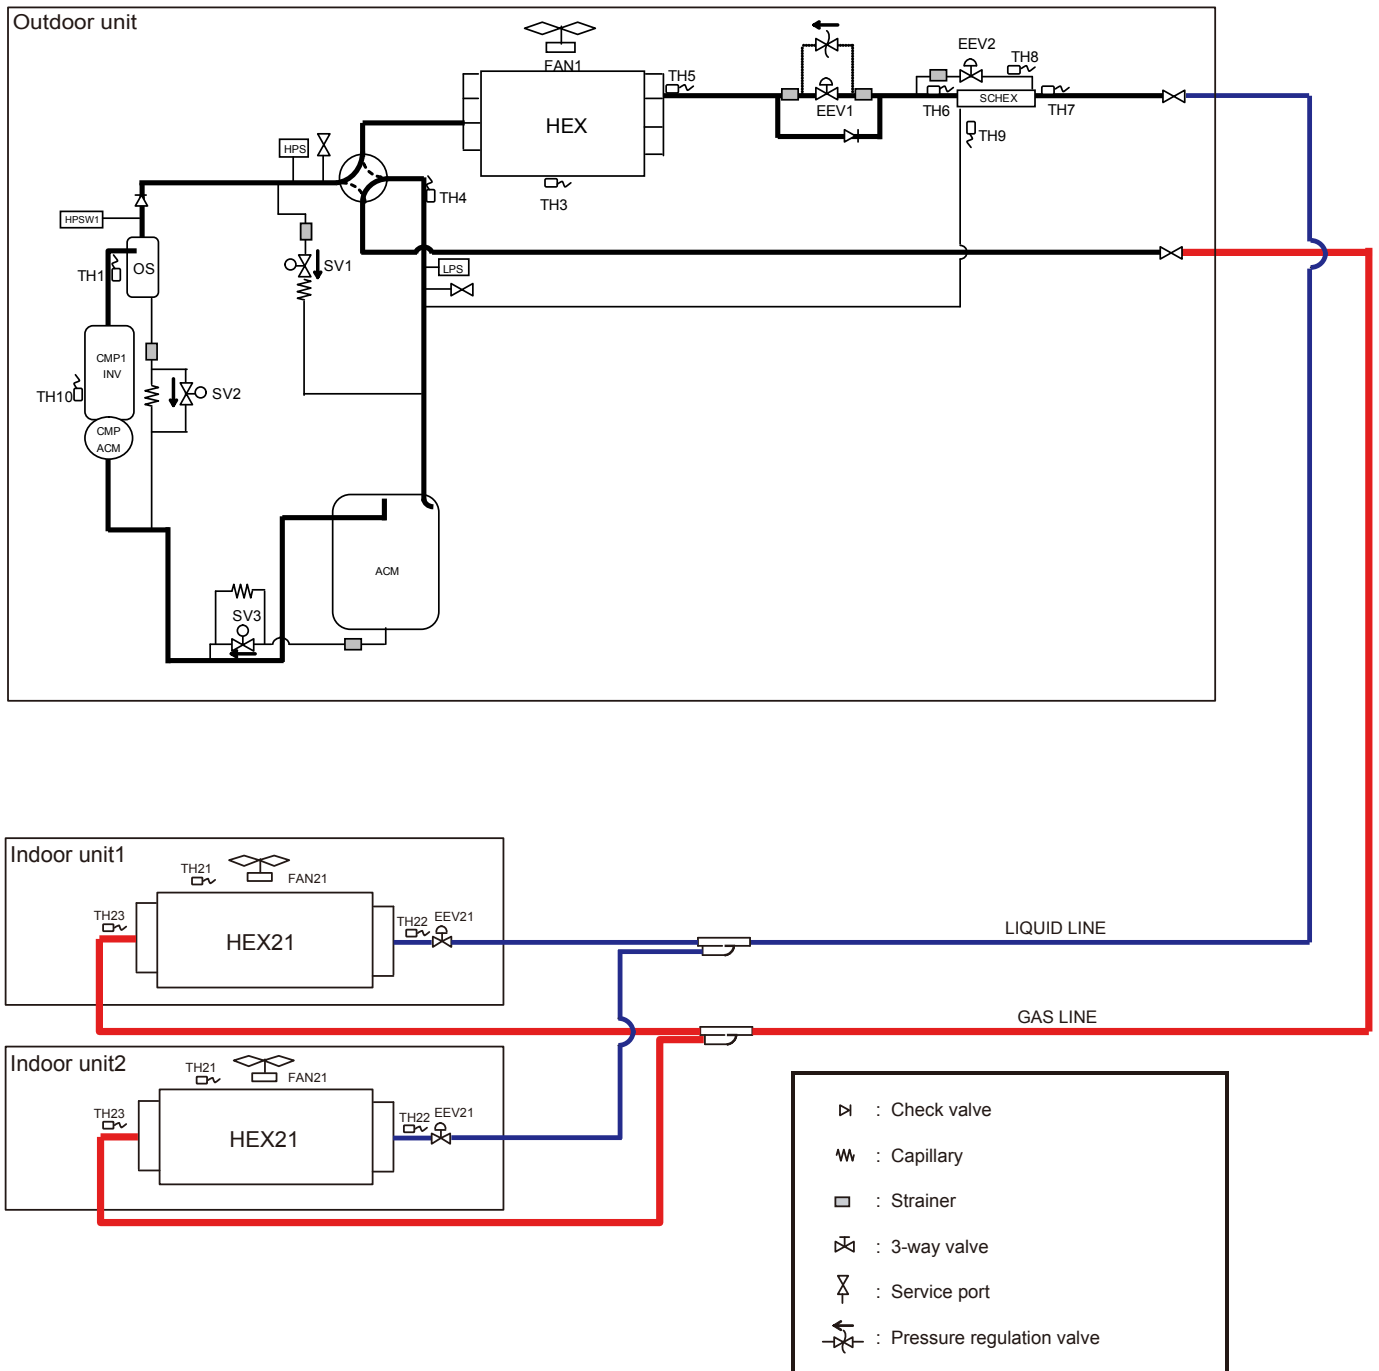 Outdoor unit
FAN1
HEX
TH3
TH5
EEV1
EEV2
TH8
TH6
SCHEX
TH7
TH9
HPS
TH4
HPSW1
OS
TH1
SV1
LPS
CMP1
INV
TH10
SV2
CMP
ACM
ACM
SV3
Indoor unit1
TH21
FAN21
TH23
HEX21
TH22
EEV21
LIQUID LINE
GAS LINE
Indoor unit2
TH21
FAN21
TH23
HEX21
TH22
EEV21
: Check valve
: Capillary
: Strainer
: 3-way valve
: Service port
: Pressure regulation valve